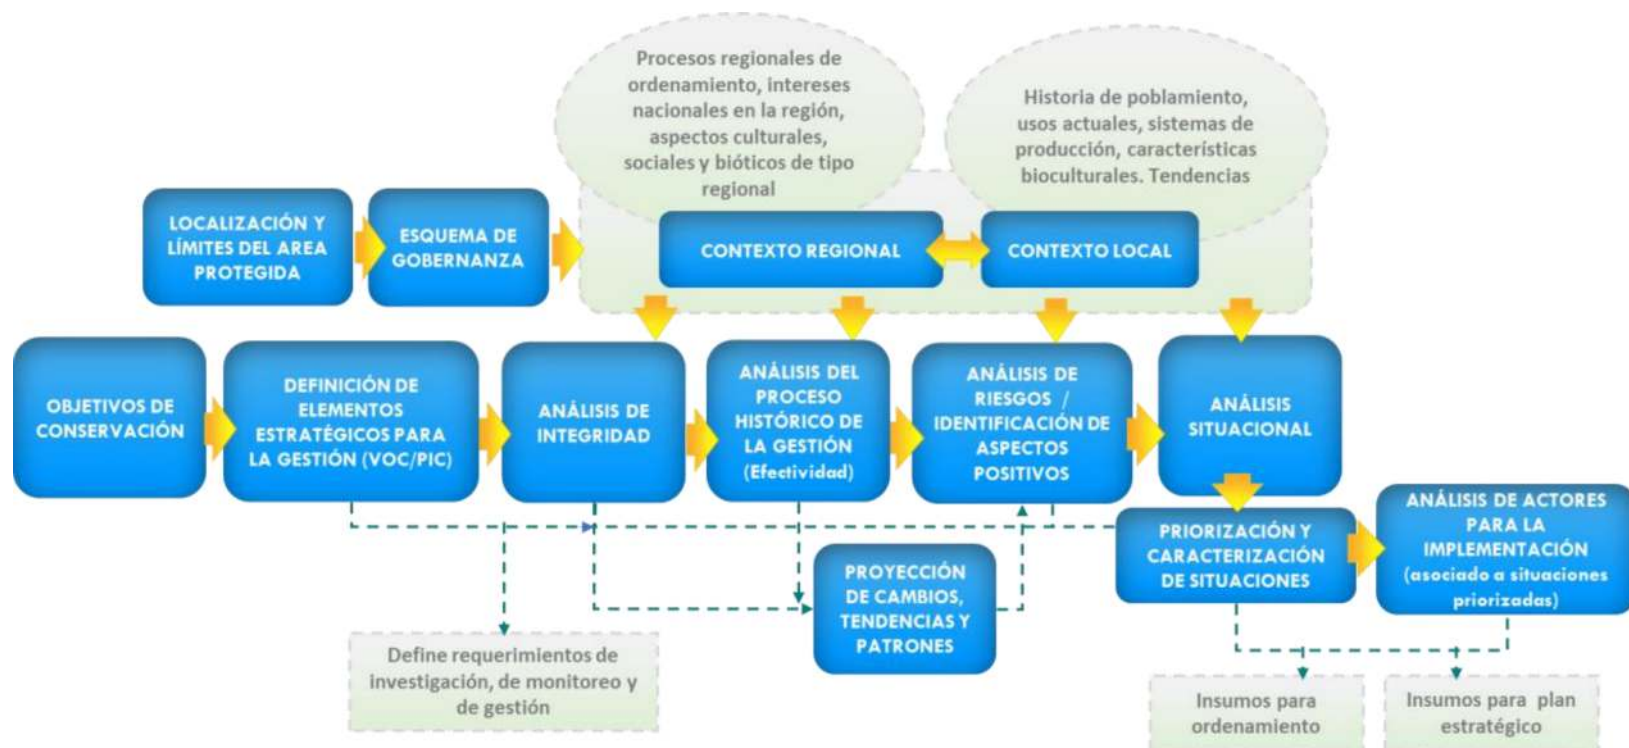 Procesos regionales de
ordenamiento, intereses
nacionales en la región,
aspectos culturales,
sociales y bióticos de tipo
regional
Historia de poblamiento,
usos actuales, sistemas de
producción, características
bioculturales. Tendencias
LOCALIZACIÓN Y
LÍMITES DEL AREA
PROTEGIDA
ESQUEMA DE
GOBERNANZA
CONTEXTO REGIONAL
CONTEXTO LOCAL
OBJETIVOS DE
CONSERVACIÓN
DEFINICIÓN DE
ELEMENTOS
ESTRATÉGICOS PARA
LA GESTIÓN (VOC/PIC)
ANÁLISIS DE
INTEGRIDAD
ANÁLISIS DEL
PROCESO
HISTÓRICO DE
LA GESTIÓN
(Efectividad)
ANÁLISIS DE
RIESGOS /
IDENTIFICACIÓN DE
ASPECTOS
POSITIVOS
ANÁLISIS
SITUACIONAL
PRIORIZACIÓN Y
CARACTERIZACIÓN
DE SITUACIONES
ANÁLISIS DE ACTORES
PARA LA
IMPLEMENTACIÓN
(asociado a situaciones
priorizadas)
PROYECCIÓN
DE CAMBIOS,
TENDENCIAS Y
PATRONES
Define requerimientos de
investigación, de monitoreo y
de gestión
Insumos para
ordenamiento
Insumos para plan
estratégico